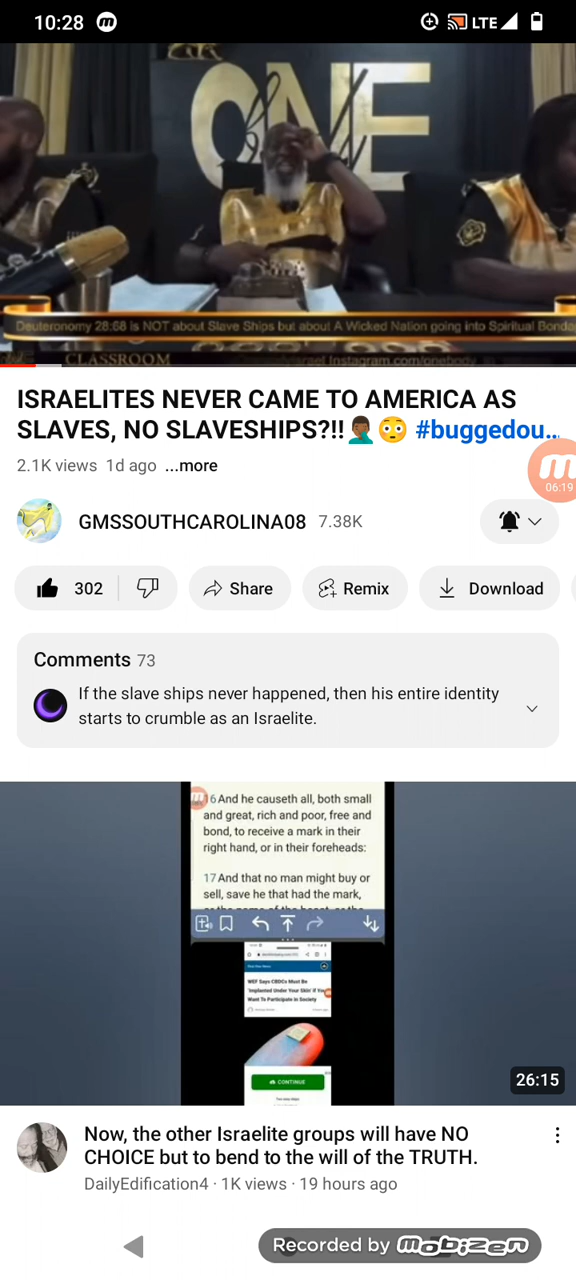 10:28
LTE
ONE
Deuteronomy 28:68 is NOT about Slave Ships but about A Wicked Nation going into Spiritual Bonda
CLASSROOM
Instagram.com/onebody
ISRAELITES NEVER CAME TO AMERICA AS
SLAVES, NO SLAVESHIPS?!!🤦🏾‍♂️😳 #buggedou...
2.1K views 1d ago ...more
06:19
GMSSOUTHCAROLINA08 7.38K
302 Share Remix Download
Comments 73
If the slave ships never happened, then his entire identity
starts to crumble as an Israelite.
16 And he causeth all, both small
and great, rich and poor, free and
bond, to receive a mark in their
right hand, or in their foreheads:
17 And that no man might buy or
sell, save he that had the mark,
WEF Says CBDCs Must Be
'Implanted Under Your Skin' if You
Want To Participate in Society
CONTINUE
26:15
Now, the other Israelite groups will have NO
CHOICE but to bend to the will of the TRUTH.
DailyEdification4 · 1K views · 19 hours ago
Recorded by mobizen